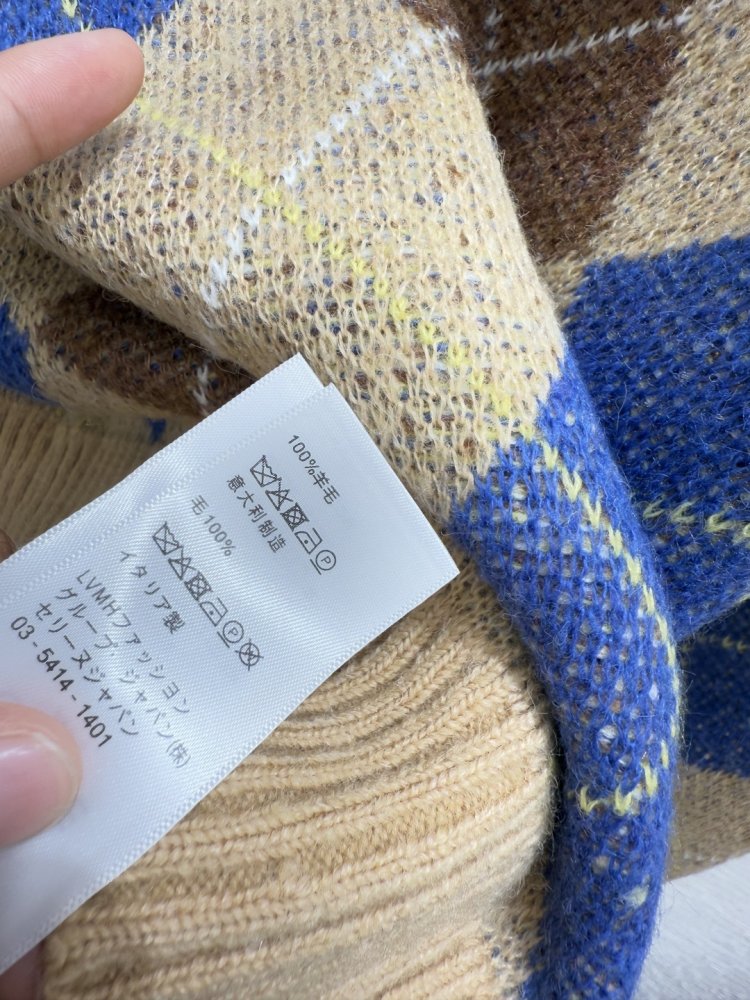 100%羊毛
意大利制造
毛 100%
イタリア製
LVMHファッション
グループ・ジャパン(株)
セリーヌジャパン
03-5414-1401